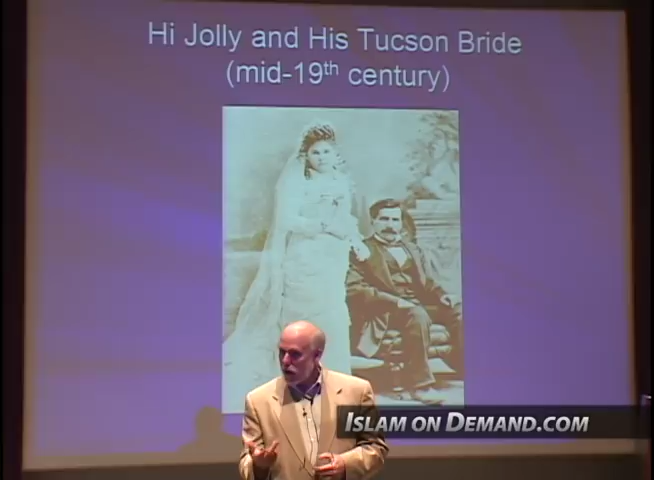 Hi Jolly and His Tucson Bride
(mid-19th century)
ISLAM ON DEMAND.COM